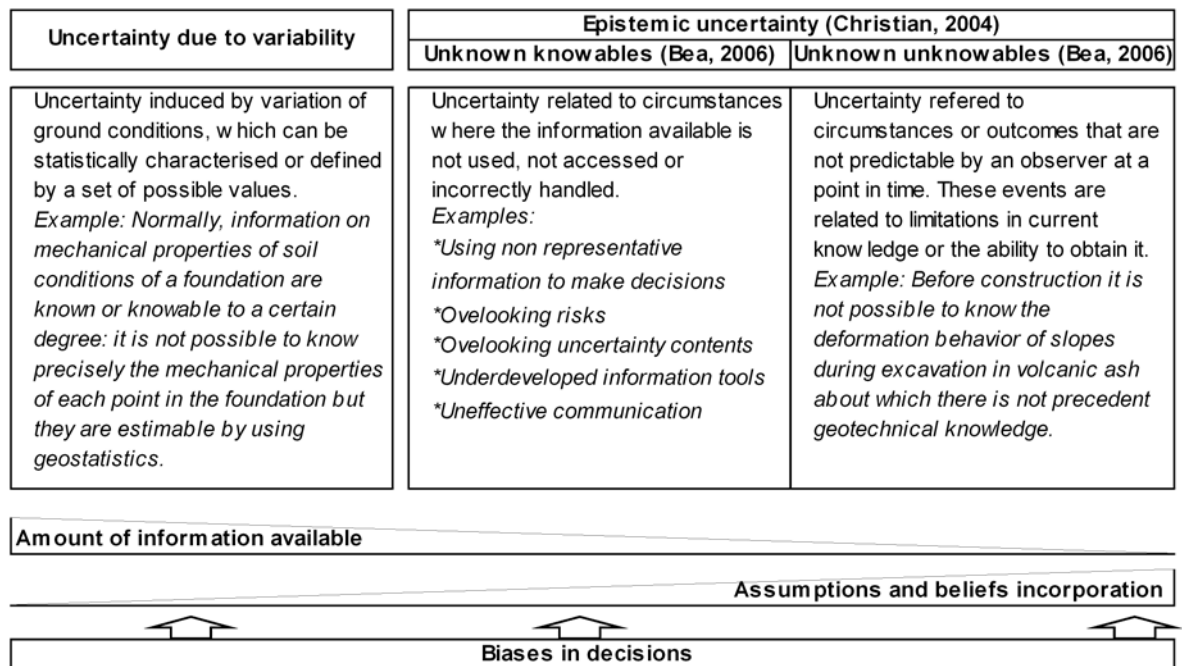 Uncertainty due to variability
Epistemic uncertainty (Christian, 2004)
Unknown knowables (Bea, 2006)
Unknown unknowables (Bea, 2006)
Uncertainty induced by variation of
ground conditions, which can be
statistically characterised or defined
by a set of possible values.
Example: Normally, information on
mechanical properties of soil
conditions of a foundation are
known or knowable to a certain
degree: it is not possible to know
precisely the mechanical properties
of each point in the foundation but
they are estimable by using
geostatistics.
Uncertainty related to circumstances
where the information available is
not used, not accessed or
incorrectly handled.
Examples:
*Using non representative
information to make decisions
*Ovelooking risks
*Ovelooking uncertainty contents
*Underdeveloped information tools
*Uneffective communication
Uncertainty refered to
circumstances or outcomes that are
not predictable by an observer at a
point in time. These events are
related to limitations in current
knowledge or the ability to obtain it.
Example: Before construction it is
not possible to know the
deformation behavior of slopes
during excavation in volcanic ash
about which there is not precedent
geotechnical knowledge.
Amount of information available
Assumptions and beliefs incorporation
Biases in decisions